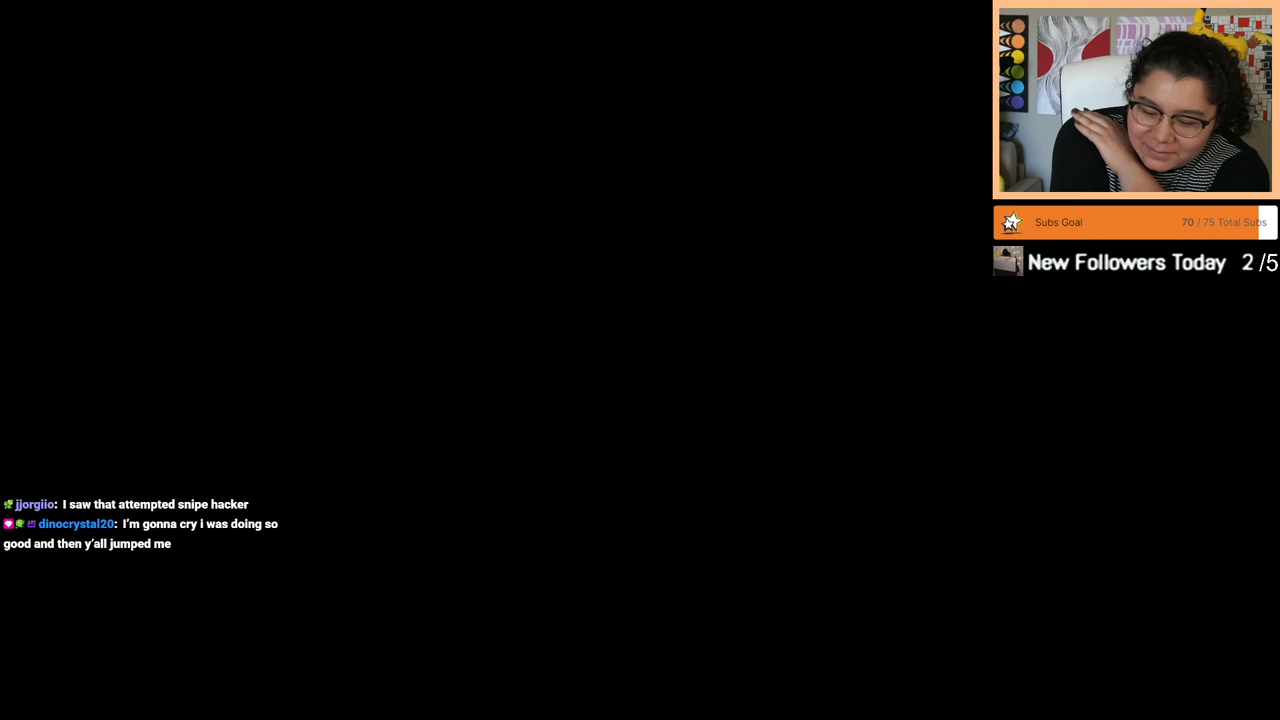 Subs Goal 70 / 75 Total Subs
New Followers Today 2 /5
jjorgiio: I saw that attempted snipe hacker
dinocrystal20: I’m gonna cry i was doing so
good and then y’all jumped me